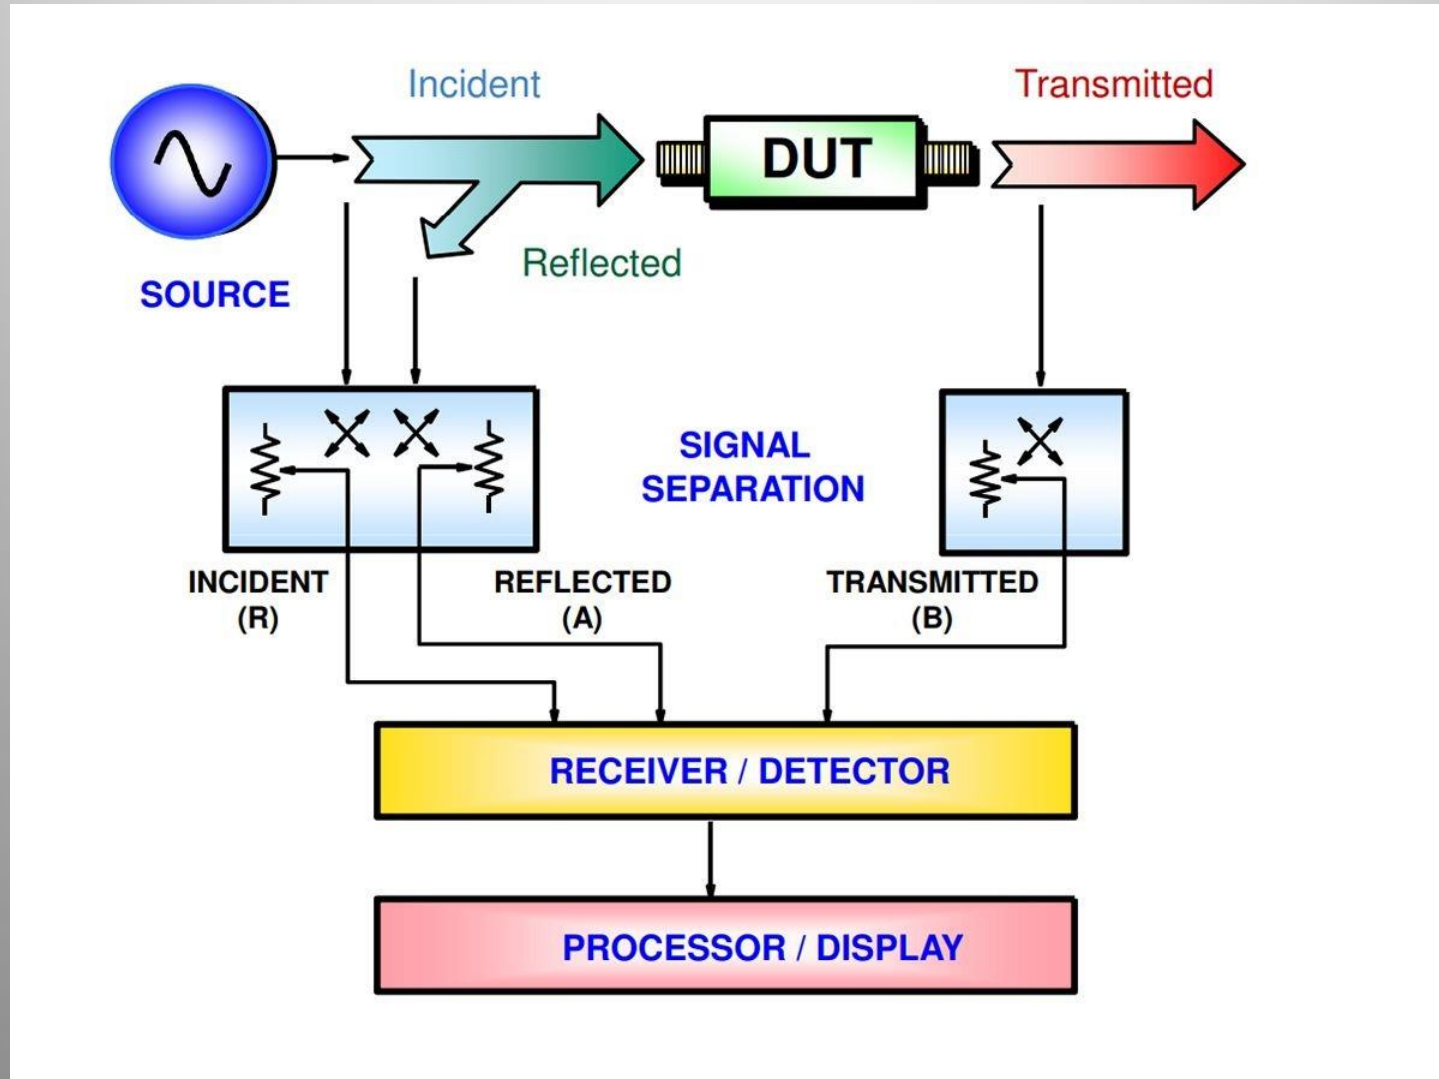 Incident
Transmitted
DUT
Reflected
SOURCE
SIGNAL
SEPARATION
INCIDENT
(R)
REFLECTED
(A)
TRANSMITTED
(B)
RECEIVER / DETECTOR
PROCESSOR / DISPLAY